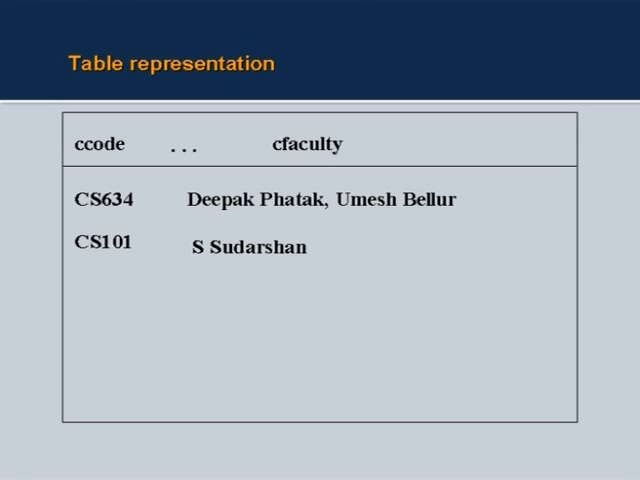 Table representation
ccode ... cfaculty
CS634 Deepak Phatak, Umesh Bellur
CS101 S Sudarshan